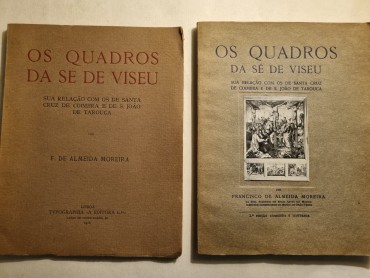 OS QUADROS
DA SÉ DE VISEU
SUA RELAÇÃO COM OS DE SANTA
CRUZ DE COIMBRA E DE S. JOÃO
DE TAROUCA
F. DE ALMEIDA MOREIRA
LISBOA
OS QUADROS
DA SÉ DE VISEU
SUA RELAÇÃO COM OS DE SANTA CRUZ
DE COIMBRA E DE S. JOÃO DE TAROUCA
POR
FRANCISCO DE ALMEIDA MOREIRA